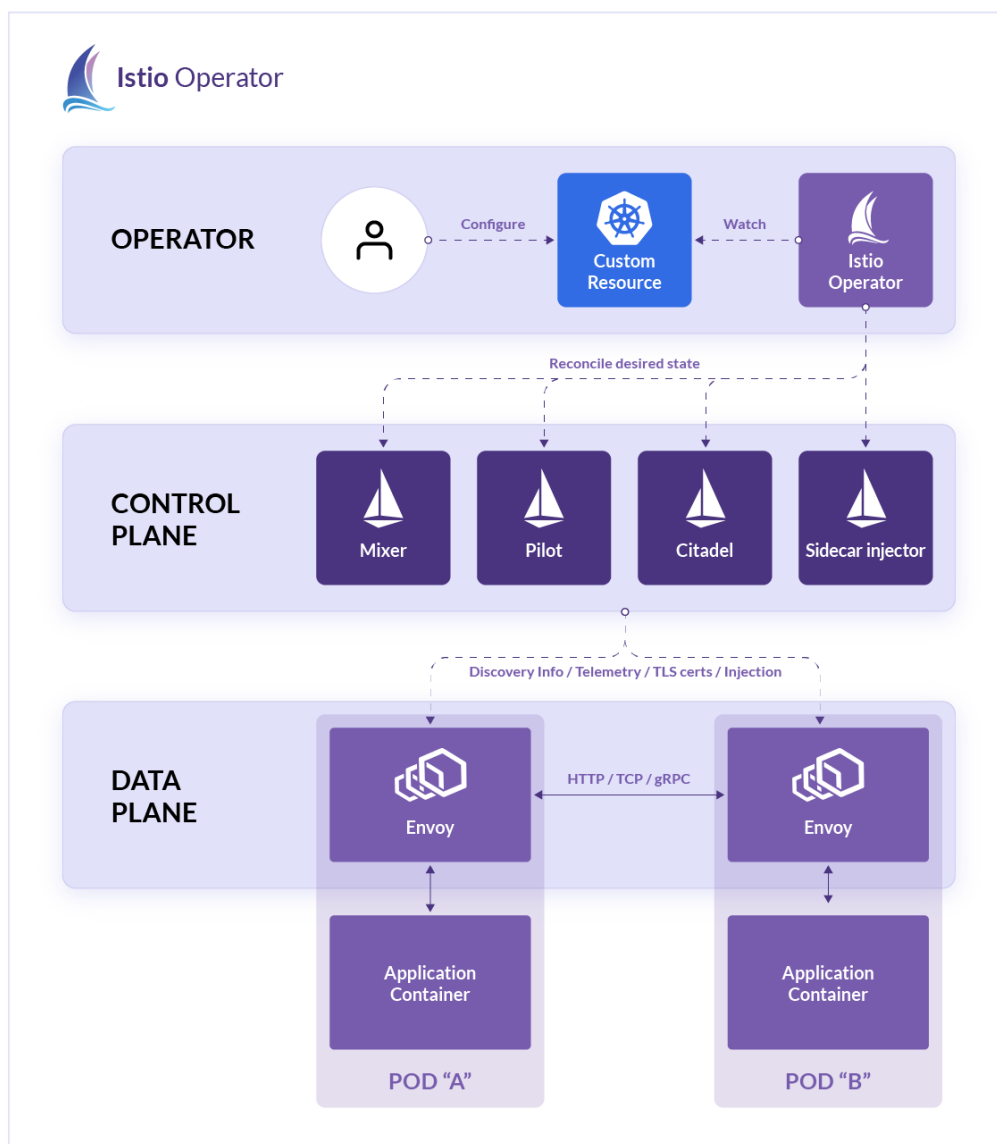 Istio Operator
OPERATOR
Configure
Custom
Resource
Watch
Istio
Operator
Reconcile desired state
CONTROL
PLANE
Mixer
Pilot
Citadel
Sidecar injector
Discovery Info / Telemetry / TLS certs / Injection
DATA
PLANE
Envoy
HTTP / TCP / gRPC
Envoy
Application
Container
Application
Container
POD “A”
POD “B”